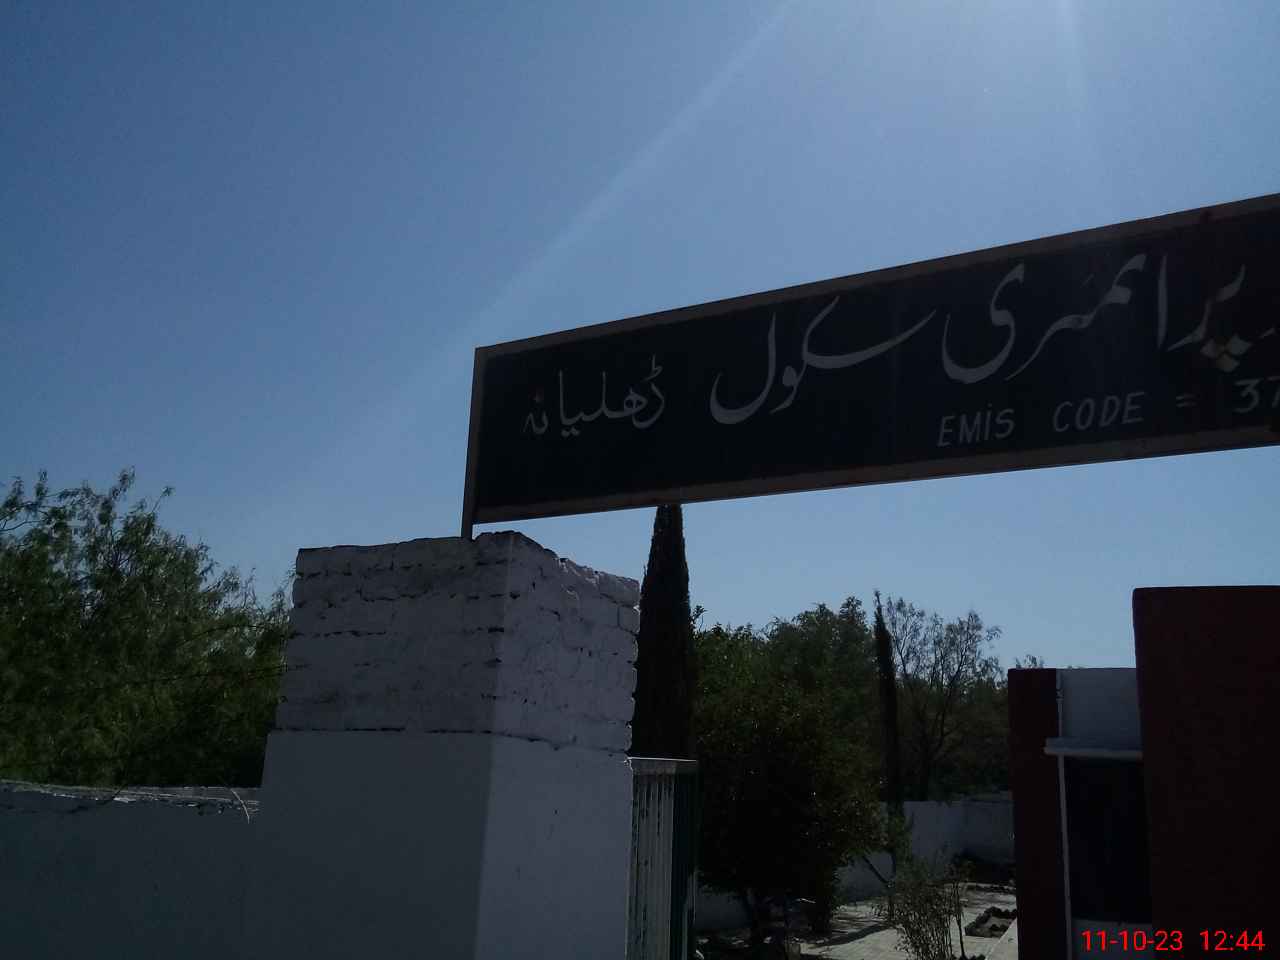 پرائمری سکول ڈھلیانہ
EMIS CODE = 37
11-10-23 12:44